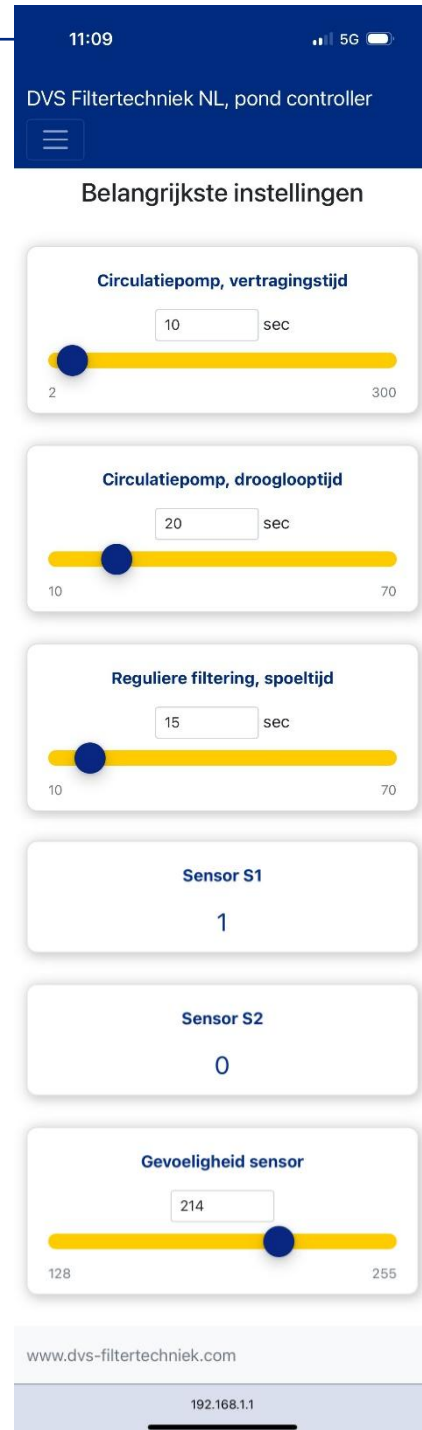 11:09 5G
DVS Filtertechniek NL, pond controller
Belangrijkste instellingen
Circulatiepomp, vertragingstijd
10 sec
2 300
Circulatiepomp, drooglooptijd
20 sec
10 70
Reguliere filtering, spoeltijd
15 sec
10 70
Sensor S1
1
Sensor S2
0
Gevoeligheid sensor
214
128 255
www.dvs-filtertechniek.com
192.168.1.1